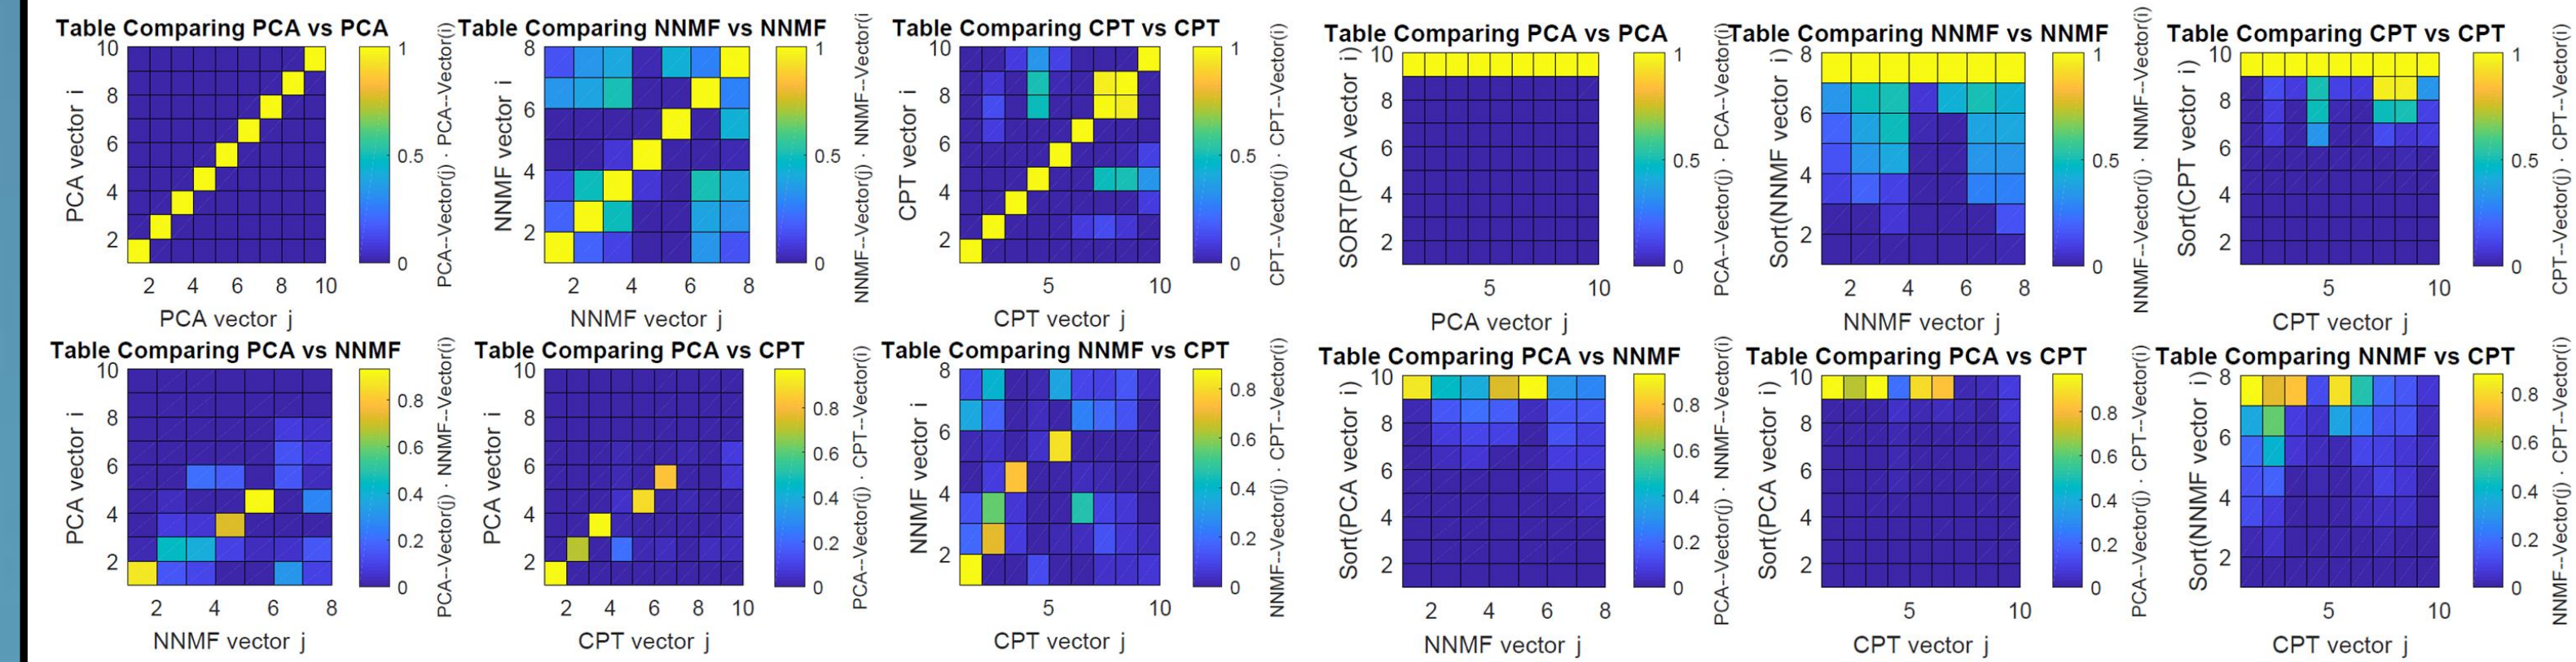 Table Comparing PCA vs PCA
PCA vector i
10
8
6
4
2
2 4 6 8 10
PCA vector j
1
0.5
0
PCA--Vector(j) · PCA--Vector(i)
Table Comparing NNMF vs NNMF
NNMF vector i
8
6
4
2
2 4 6 8
NNMF vector j
1
0.5
0
NNMF--Vector(j) · NNMF--Vector(i
Table Comparing CPT vs CPT
CPT vector i
10
8
6
4
2
5 10
CPT vector j
1
0.5
0
CPT--Vector(j) · CPT--Vector(i)
Table Comparing PCA vs PCA
SORT(PCA vector i)
10
8
6
4
2
5 10
PCA vector j
1
0.5
0
PCA--Vector(j) · PCA--Vector(i)
Table Comparing NNMF vs NNMF
Sort(NNMF vector i)
8
6
4
2
2 4 6 8
NNMF vector j
1
0.5
0
NNMF--Vector(j) · NNMF--Vector(i)
Table Comparing CPT vs CPT
Sort(CPT vector i)
10
8
6
4
2
5 10
CPT vector j
1
0.5
0
CPT--Vector(j) · CPT--Vector(i)
Table Comparing PCA vs NNMF
PCA vector i
10
8
6
4
2
2 4 6 8
NNMF vector j
0.8
0.6
0.4
0.2
0
PCA--Vector(j) · NNMF--Vector(i)
Table Comparing PCA vs CPT
PCA vector i
10
8
6
4
2
2 4 6 8 10
CPT vector j
0.8
0.6
0.4
0.2
0
PCA--Vector(j) · CPT--Vector(i)
Table Comparing NNMF vs CPT
NNMF vector i
8
6
4
2
5 10
CPT vector j
0.8
0.6
0.4
0.2
0
NNMF--Vector(j) · CPT--Vector(i)
Table Comparing PCA vs NNMF
Sort(PCA vector i)
10
8
6
4
2
2 4 6 8
NNMF vector j
0.8
0.6
0.4
0.2
0
PCA--Vector(j) · NNMF--Vector(i)
Table Comparing PCA vs CPT
Sort(PCA vector i)
10
8
6
4
2
5 10
CPT vector j
0.8
0.6
0.4
0.2
0
PCA--Vector(j) · CPT--Vector(i)
Table Comparing NNMF vs CPT
Sort(NNMF vector i)
8
6
4
2
5 10
CPT vector j
0.8
0.6
0.4
0.2
0
NNMF--Vector(j) · CPT--Vector(i)